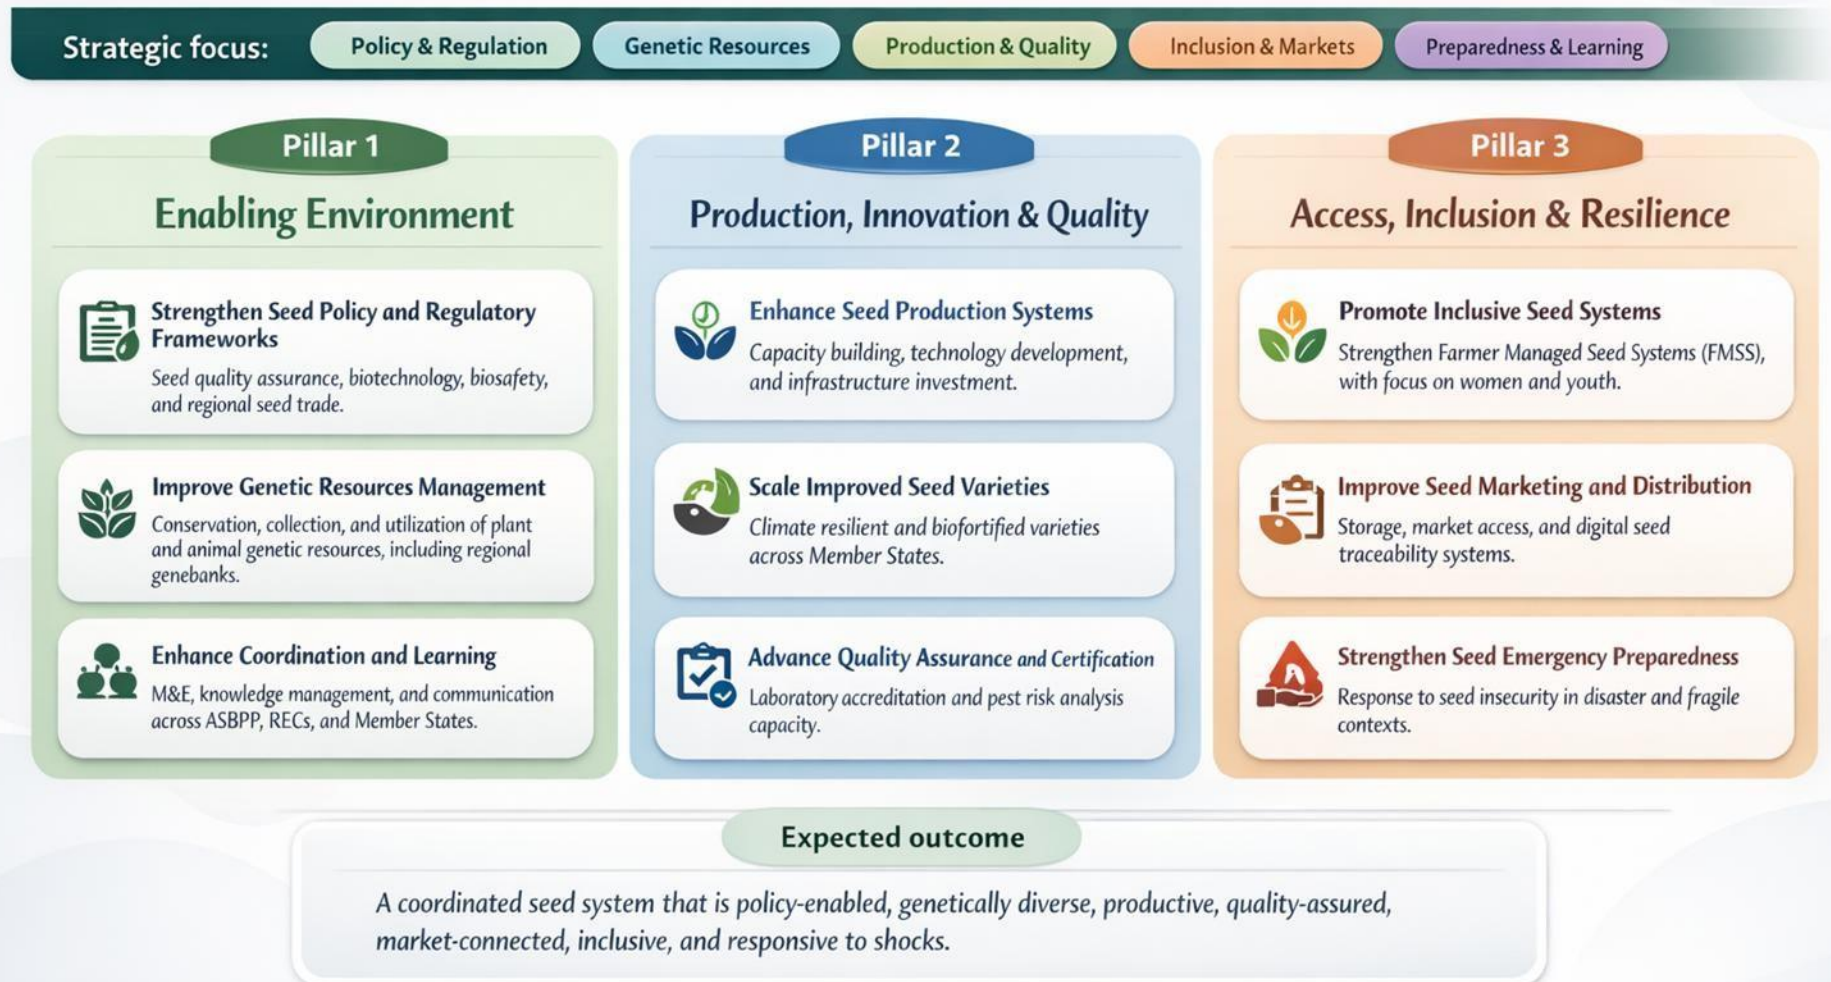 Strategic focus:
Policy & Regulation
Genetic Resources
Production & Quality
Inclusion & Markets
Preparedness & Learning
Pillar 1
Enabling Environment
Strengthen Seed Policy and Regulatory
Frameworks
Seed quality assurance, biotechnology, biosafety,
and regional seed trade.
Improve Genetic Resources Management
Conservation, collection, and utilization of plant
and animal genetic resources, including regional
genebanks.
Enhance Coordination and Learning
M&E, knowledge management, and communication
across ASBPP, RECs, and Member States.
Pillar 2
Production, Innovation & Quality
Enhance Seed Production Systems
Capacity building, technology development,
and infrastructure investment.
Scale Improved Seed Varieties
Climate resilient and biofortified varieties
across Member States.
Advance Quality Assurance and Certification
Laboratory accreditation and pest risk analysis
capacity.
Pillar 3
Access, Inclusion & Resilience
Promote Inclusive Seed Systems
Strengthen Farmer Managed Seed Systems (FMSS),
with focus on women and youth.
Improve Seed Marketing and Distribution
Storage, market access, and digital seed
traceability systems.
Strengthen Seed Emergency Preparedness
Response to seed insecurity in disaster and fragile
contexts.
Expected outcome
A coordinated seed system that is policy-enabled, genetically diverse, productive, quality-assured,
market-connected, inclusive, and responsive to shocks.